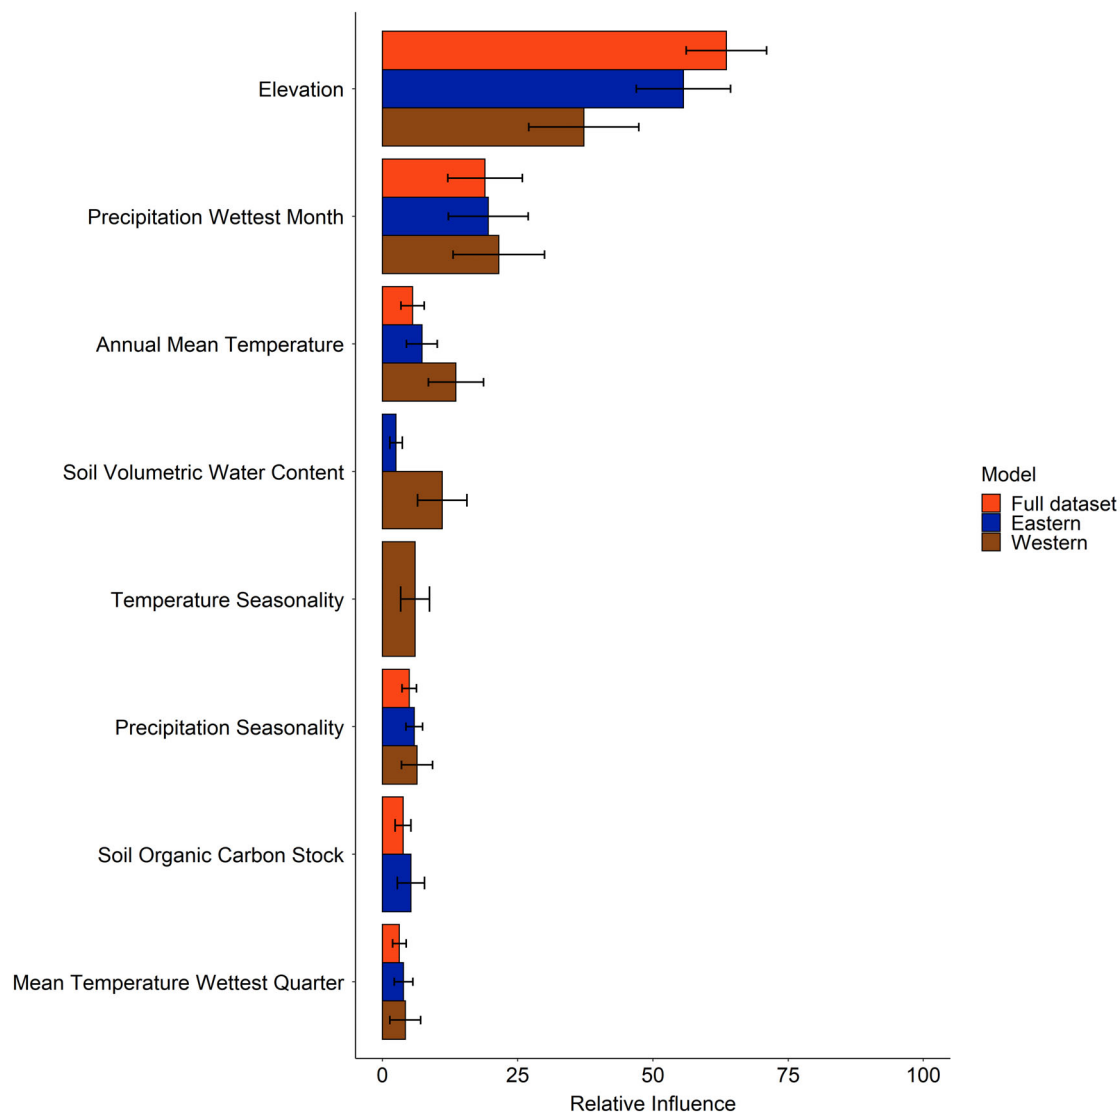 Elevation
Precipitation Wettest Month
Annual Mean Temperature
Soil Volumetric Water Content
Temperature Seasonality
Precipitation Seasonality
Soil Organic Carbon Stock
Mean Temperature Wettest Quarter
0 25 50 75 100
Relative Influence
Model
Full dataset
Eastern
Western